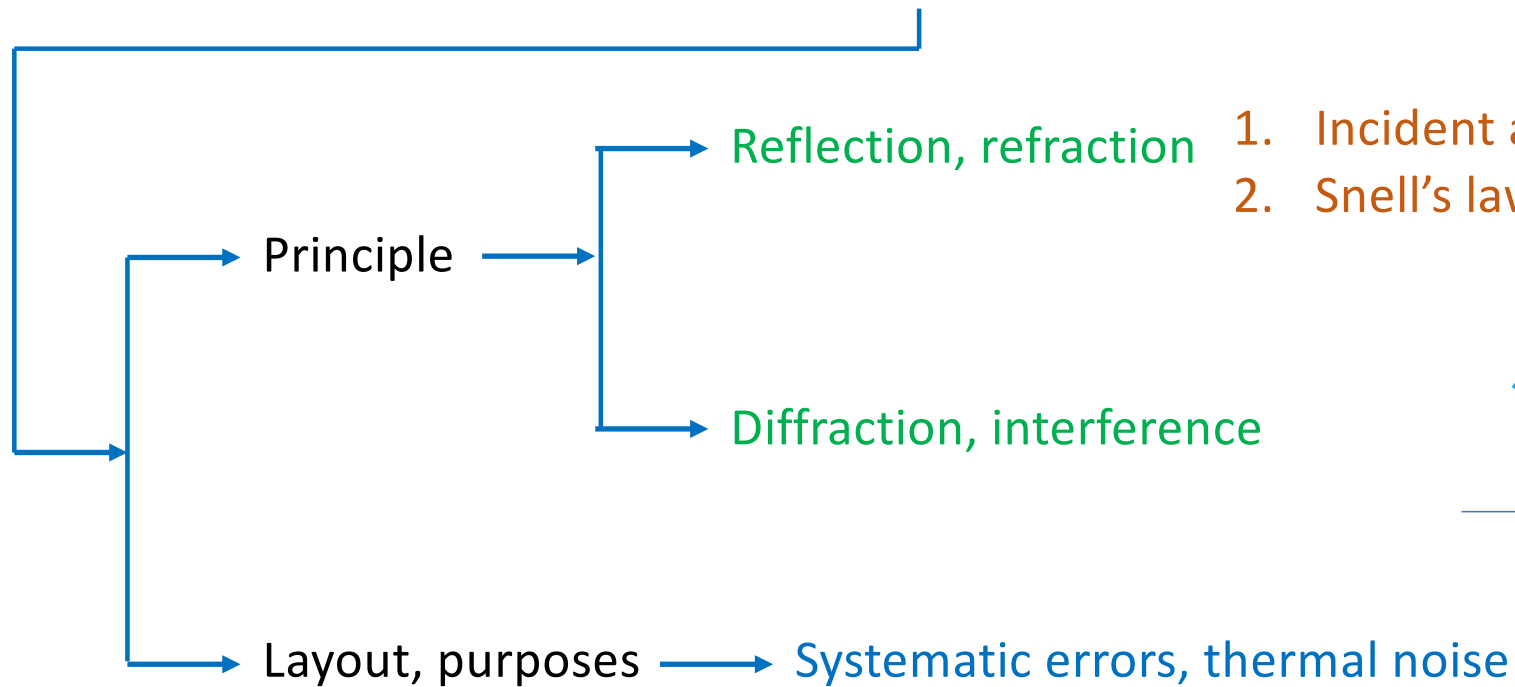 Reflection, refraction
1. Incident
2. Snell’s
Principle
Diffraction, interference
Layout, purposes
Systematic errors, thermal noise